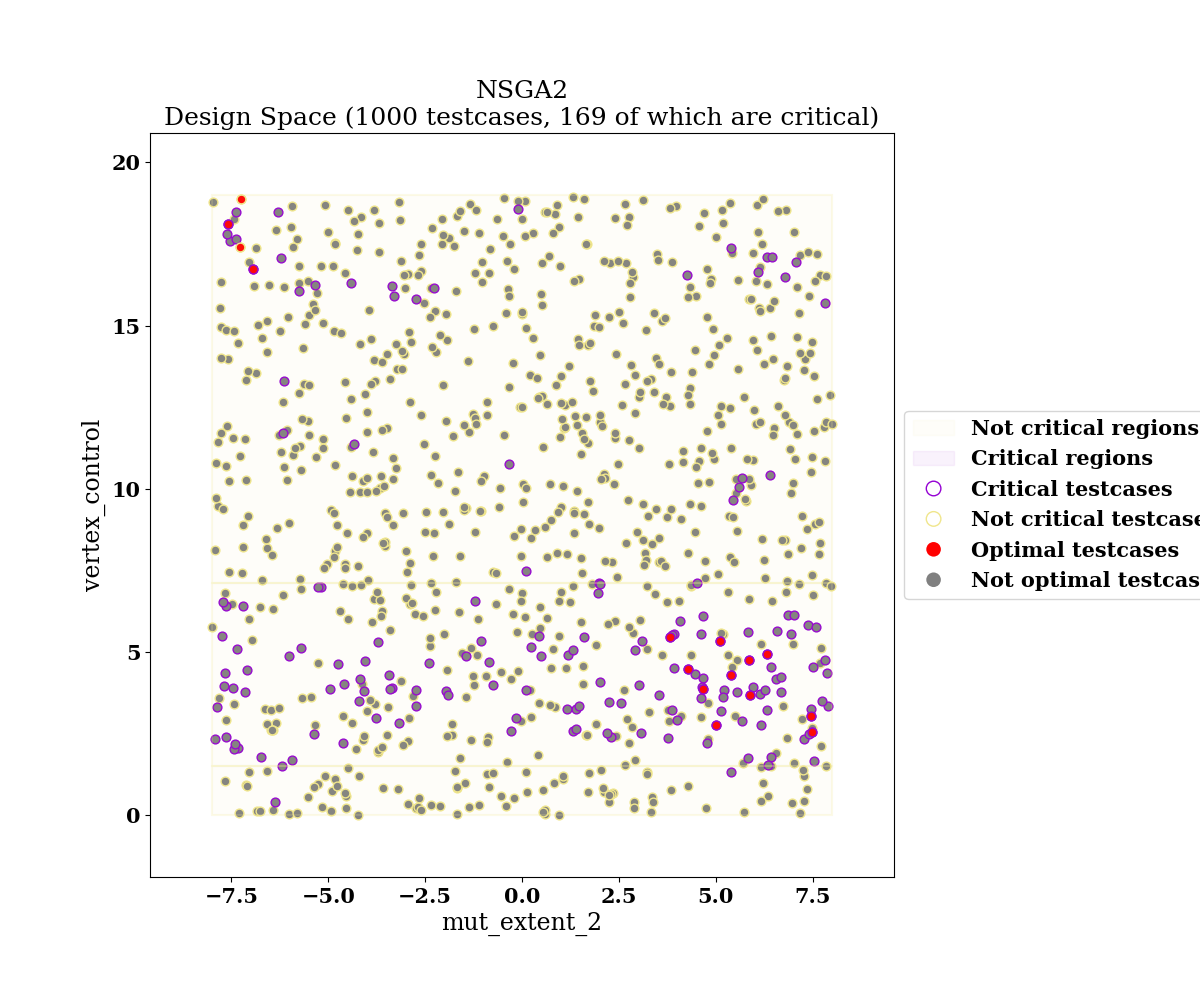 NSGA2
Design Space (1000 testcases, 169 of which are critical)
20
15
10
5
0
vertex_control
−7.5
−5.0
−2.5
0.0
2.5
5.0
7.5
mut_extent_2
Not critical regions
Critical regions
Critical testcases
Not critical testcase
Optimal testcases
Not optimal testcas